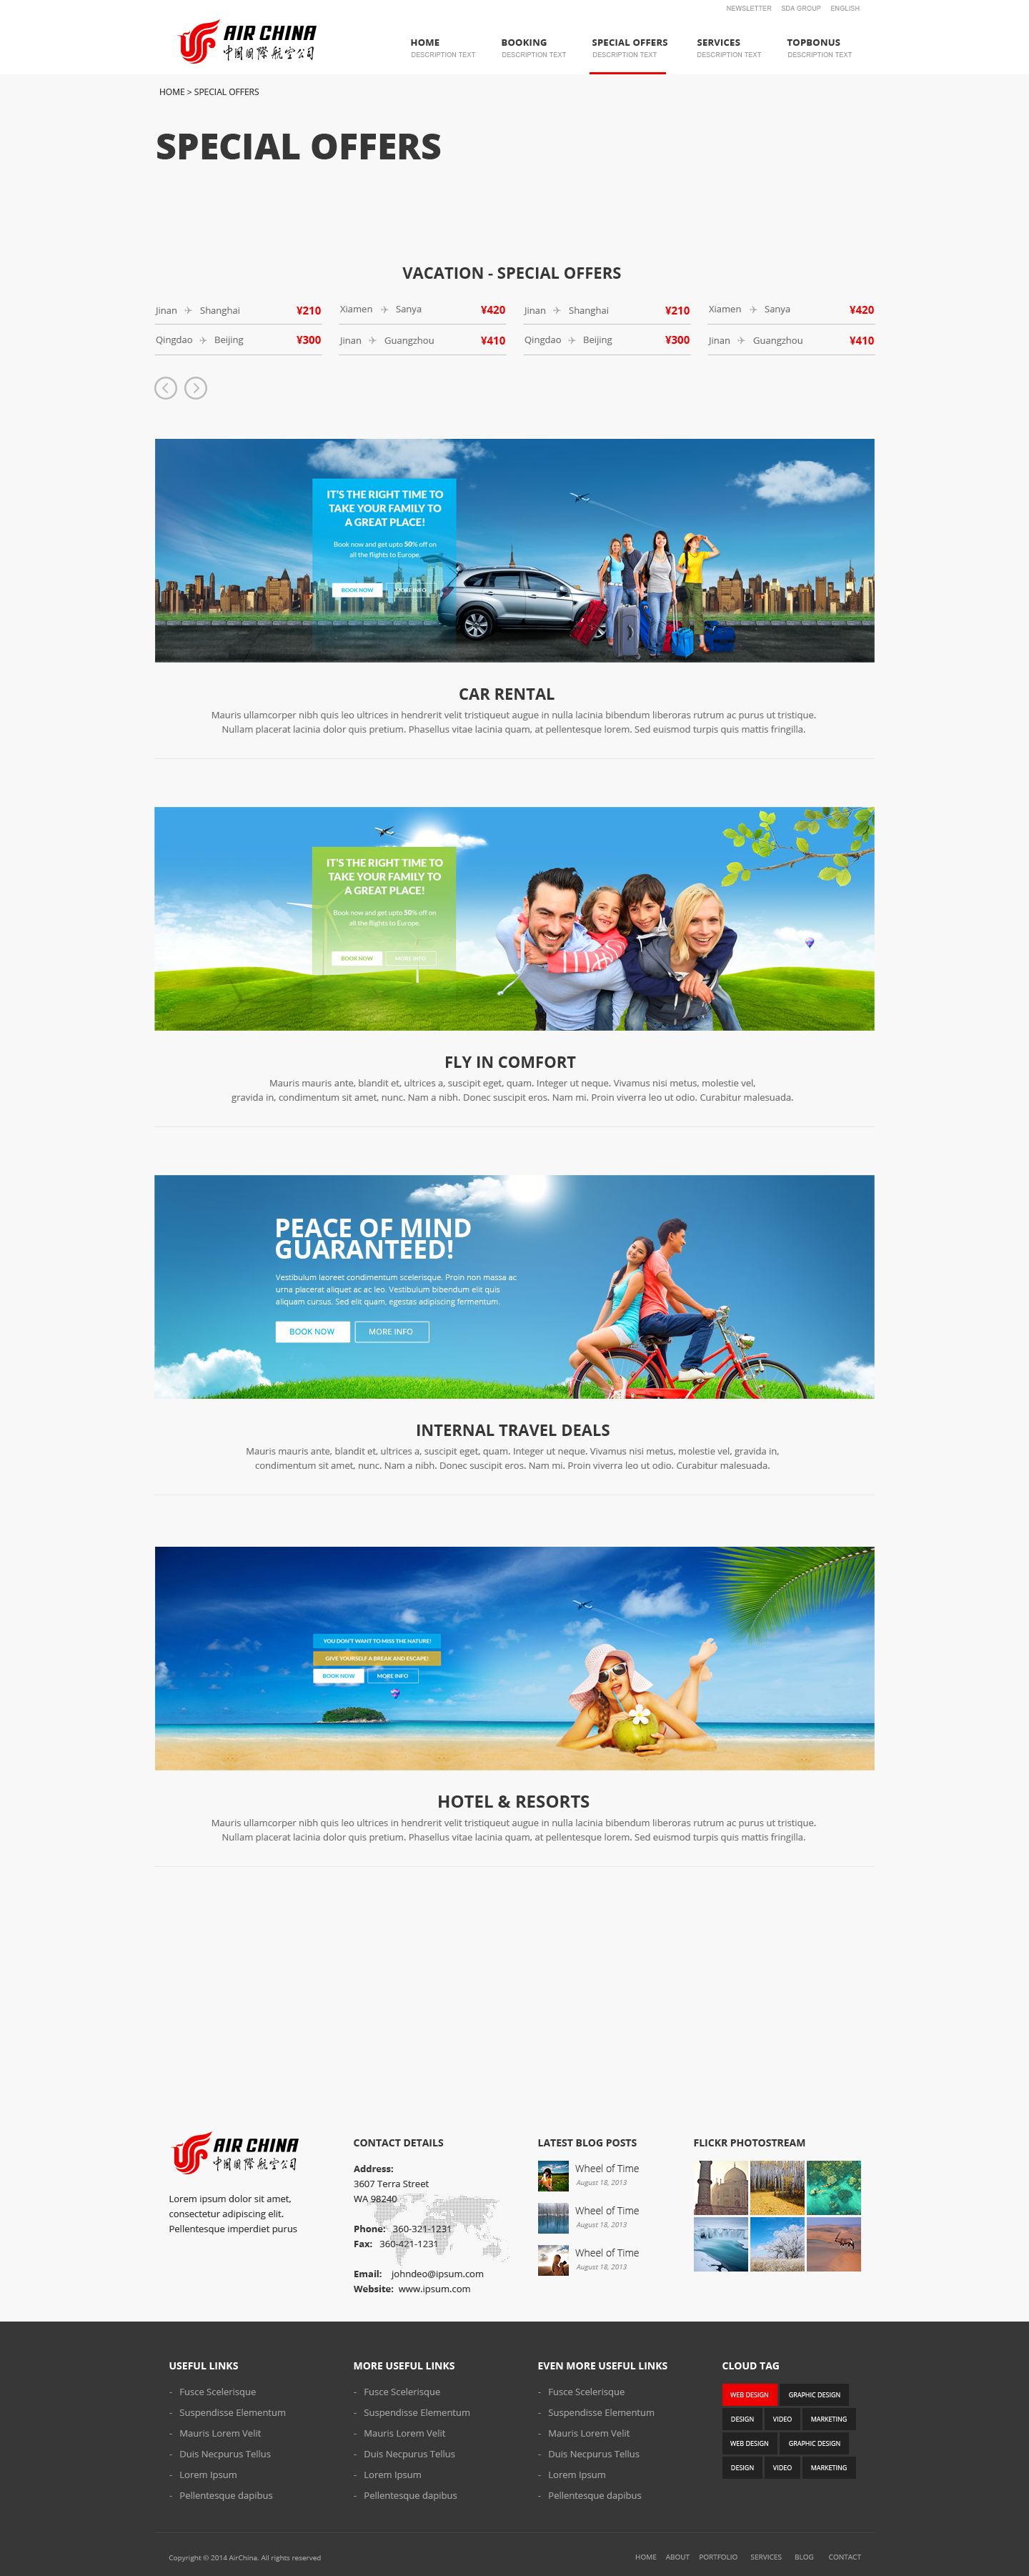 NEWSLETTER SDA GROUP ENGLISH
AIR CHINA
中国国際航空公司
HOME BOOKING SPECIAL OFFERS SERVICES TOPBONUS
DESCRIPTION TEXT DESCRIPTION TEXT DESCRIPTION TEXT DESCRIPTION TEXT DESCRIPTION TEXT
HOME > SPECIAL OFFERS
SPECIAL OFFERS
VACATION - SPECIAL OFFERS
Jinan ✈ Shanghai ¥210 Xiamen ✈ Sanya ¥420 Jinan ✈ Shanghai ¥210 Xiamen ✈ Sanya ¥420
Qingdao ✈ Beijing ¥300 Jinan ✈ Guangzhou ¥410 Qingdao ✈ Beijing ¥300 Jinan ✈ Guangzhou ¥410
IT'S THE RIGHT TIME TO
TAKE YOUR FAMILY TO
A GREAT PLACE!
Book now and get upto 50% off on
all the flights to Europe.
BOOK NOW MORE INFO
CAR RENTAL
Mauris ullamcorper nibh quis leo ultrices in hendrerit velit tristiqueut augue in nulla lacinia bibendum liberoras rutrum ac purus ut tristique.
Nullam placerat lacinia dolor quis pretium. Phasellus vitae lacinia quam, at pellentesque lorem. Sed euismod turpis quis mattis fringilla.
IT'S THE RIGHT TIME TO
TAKE YOUR FAMILY TO
A GREAT PLACE!
Book now and get upto 50% off on
all the flights to Europe.
BOOK NOW MORE INFO
FLY IN COMFORT
Mauris mauris ante, blandit et, ultrices a, suscipit eget, quam. Integer ut neque. Vivamus nisi metus, molestie vel,
gravida in, condimentum sit amet, nunc. Nam a nibh. Donec suscipit eros. Nam mi. Proin viverra leo ut odio. Curabitur malesuada.
PEACE OF MIND
GUARANTEED!
Vestibulum laoreet condimentum scelerisque. Proin non massa ac
urna placerat aliquet ac ac leo. Vestibulum bibendum elit quis
aliquam cursus. Sed elit quam, egestas adipiscing fermentum.
BOOK NOW MORE INFO
INTERNAL TRAVEL DEALS
Mauris mauris ante, blandit et, ultrices a, suscipit eget, quam. Integer ut neque. Vivamus nisi metus, molestie vel, gravida in,
condimentum sit amet, nunc. Nam a nibh. Donec suscipit eros. Nam mi. Proin viverra leo ut odio. Curabitur malesuada.
YOU DON'T WANT TO MISS THE NATURE!
GIVE YOURSELF A BREAK AND ESCAPE!
BOOK NOW MORE INFO
HOTEL & RESORTS
Mauris ullamcorper nibh quis leo ultrices in hendrerit velit tristiqueut augue in nulla lacinia bibendum liberoras rutrum ac purus ut tristique.
Nullam placerat lacinia dolor quis pretium. Phasellus vitae lacinia quam, at pellentesque lorem. Sed euismod turpis quis mattis fringilla.
AIR CHINA
中国国際航空公司
Lorem ipsum dolor sit amet,
consectetur adipiscing elit.
Pellentesque imperdiet purus
CONTACT DETAILS
Address:
3607 Terra Street
WA 98240
Phone: 360-321-1231
Fax: 360-421-1231
Email: johndeo@ipsum.com
Website: www.ipsum.com
LATEST BLOG POSTS
Wheel of Time
August 18, 2013
Wheel of Time
August 18, 2013
Wheel of Time
August 18, 2013
FLICKR PHOTOSTREAM
USEFUL LINKS
- Fusce Scelerisque
- Suspendisse Elementum
- Mauris Lorem Velit
- Duis Necpurus Tellus
- Lorem Ipsum
- Pellentesque dapibus
MORE USEFUL LINKS
- Fusce Scelerisque
- Suspendisse Elementum
- Mauris Lorem Velit
- Duis Necpurus Tellus
- Lorem Ipsum
- Pellentesque dapibus
EVEN MORE USEFUL LINKS
- Fusce Scelerisque
- Suspendisse Elementum
- Mauris Lorem Velit
- Duis Necpurus Tellus
- Lorem Ipsum
- Pellentesque dapibus
CLOUD TAG
WEB DESIGN GRAPHIC DESIGN
DESIGN VIDEO MARKETING
WEB DESIGN GRAPHIC DESIGN
DESIGN VIDEO MARKETING
Copyright © 2014 AirChina. All rights reserved
HOME ABOUT PORTFOLIO SERVICES BLOG CONTACT